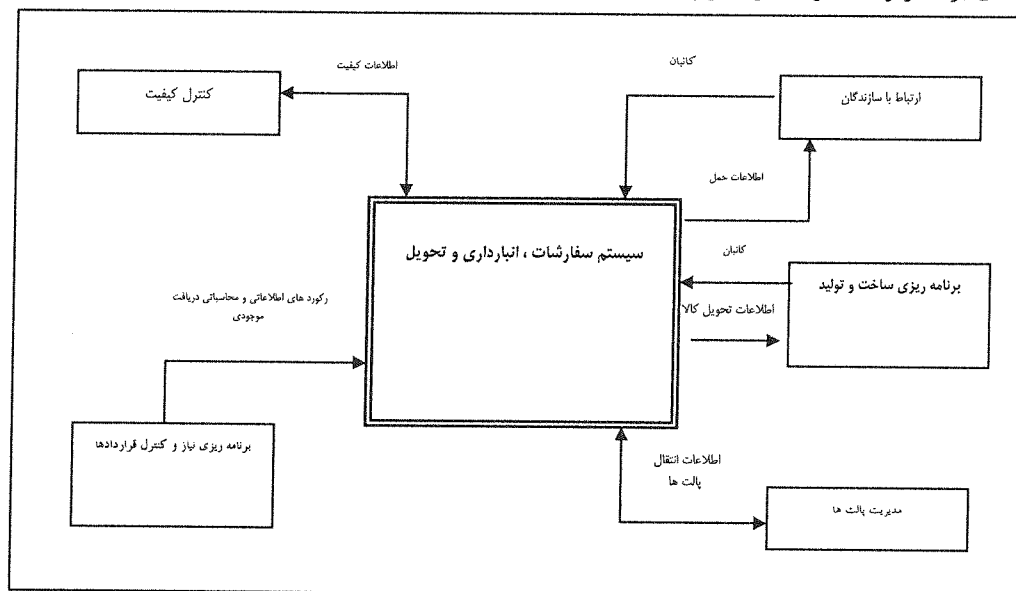 کانبان
اطلاعات کیفیت
ارتباط با سازندگان
کنترل کیفیت
اطلاعات حمل
سیستم سفارشات ، انبارداری و تحویل
کانبان
برنامه ریزی ساخت و تولید
رکورد های اطلاعاتی و محاسباتی دریافت
موجودی
اطلاعات تحویل کالا
برنامه ریزی نیاز و کنترل قراردادها
اطلاعات انتقال
پالت ها
مدیریت پالت ها